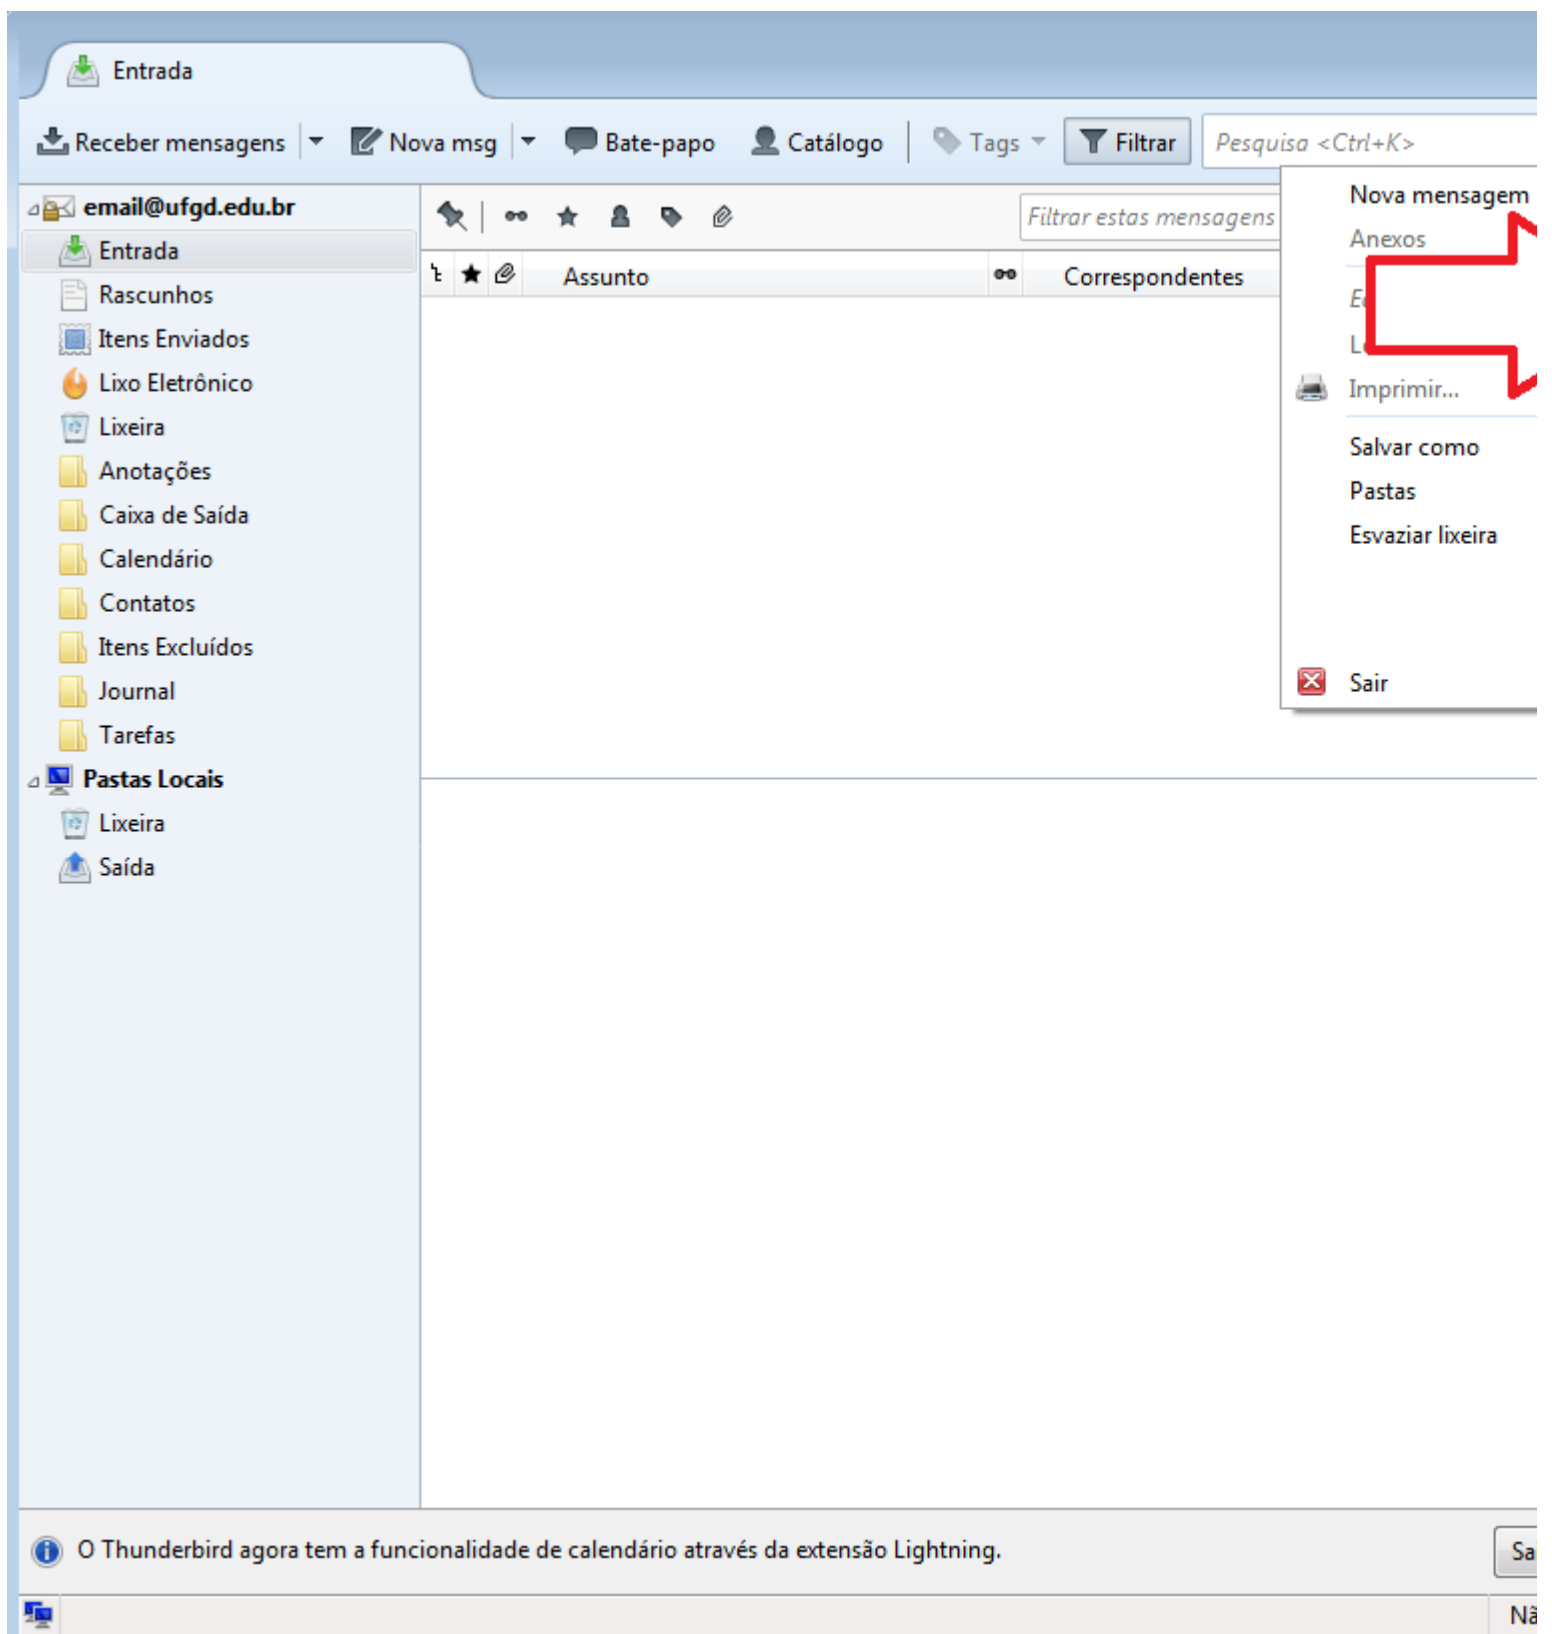 Entrada
Receber mensagens Nova msg Bate-papo Catálogo Tags Filtrar Pesquisa <Ctrl+K>
email@ufgd.edu.br
Entrada
Rascunhos
Itens Enviados
Lixo Eletrônico
Lixeira
Anotações
Caixa de Saída
Calendário
Contatos
Itens Excluídos
Journal
Tarefas
Pastas Locais
Lixeira
Saída
Filtrar estas mensagens
Assunto Correspondentes
Nova mensagem
Anexos
Imprimir...
Salvar como
Pastas
Esvaziar lixeira
Sair
O Thunderbird agora tem a funcionalidade de calendário através da extensão Lightning.